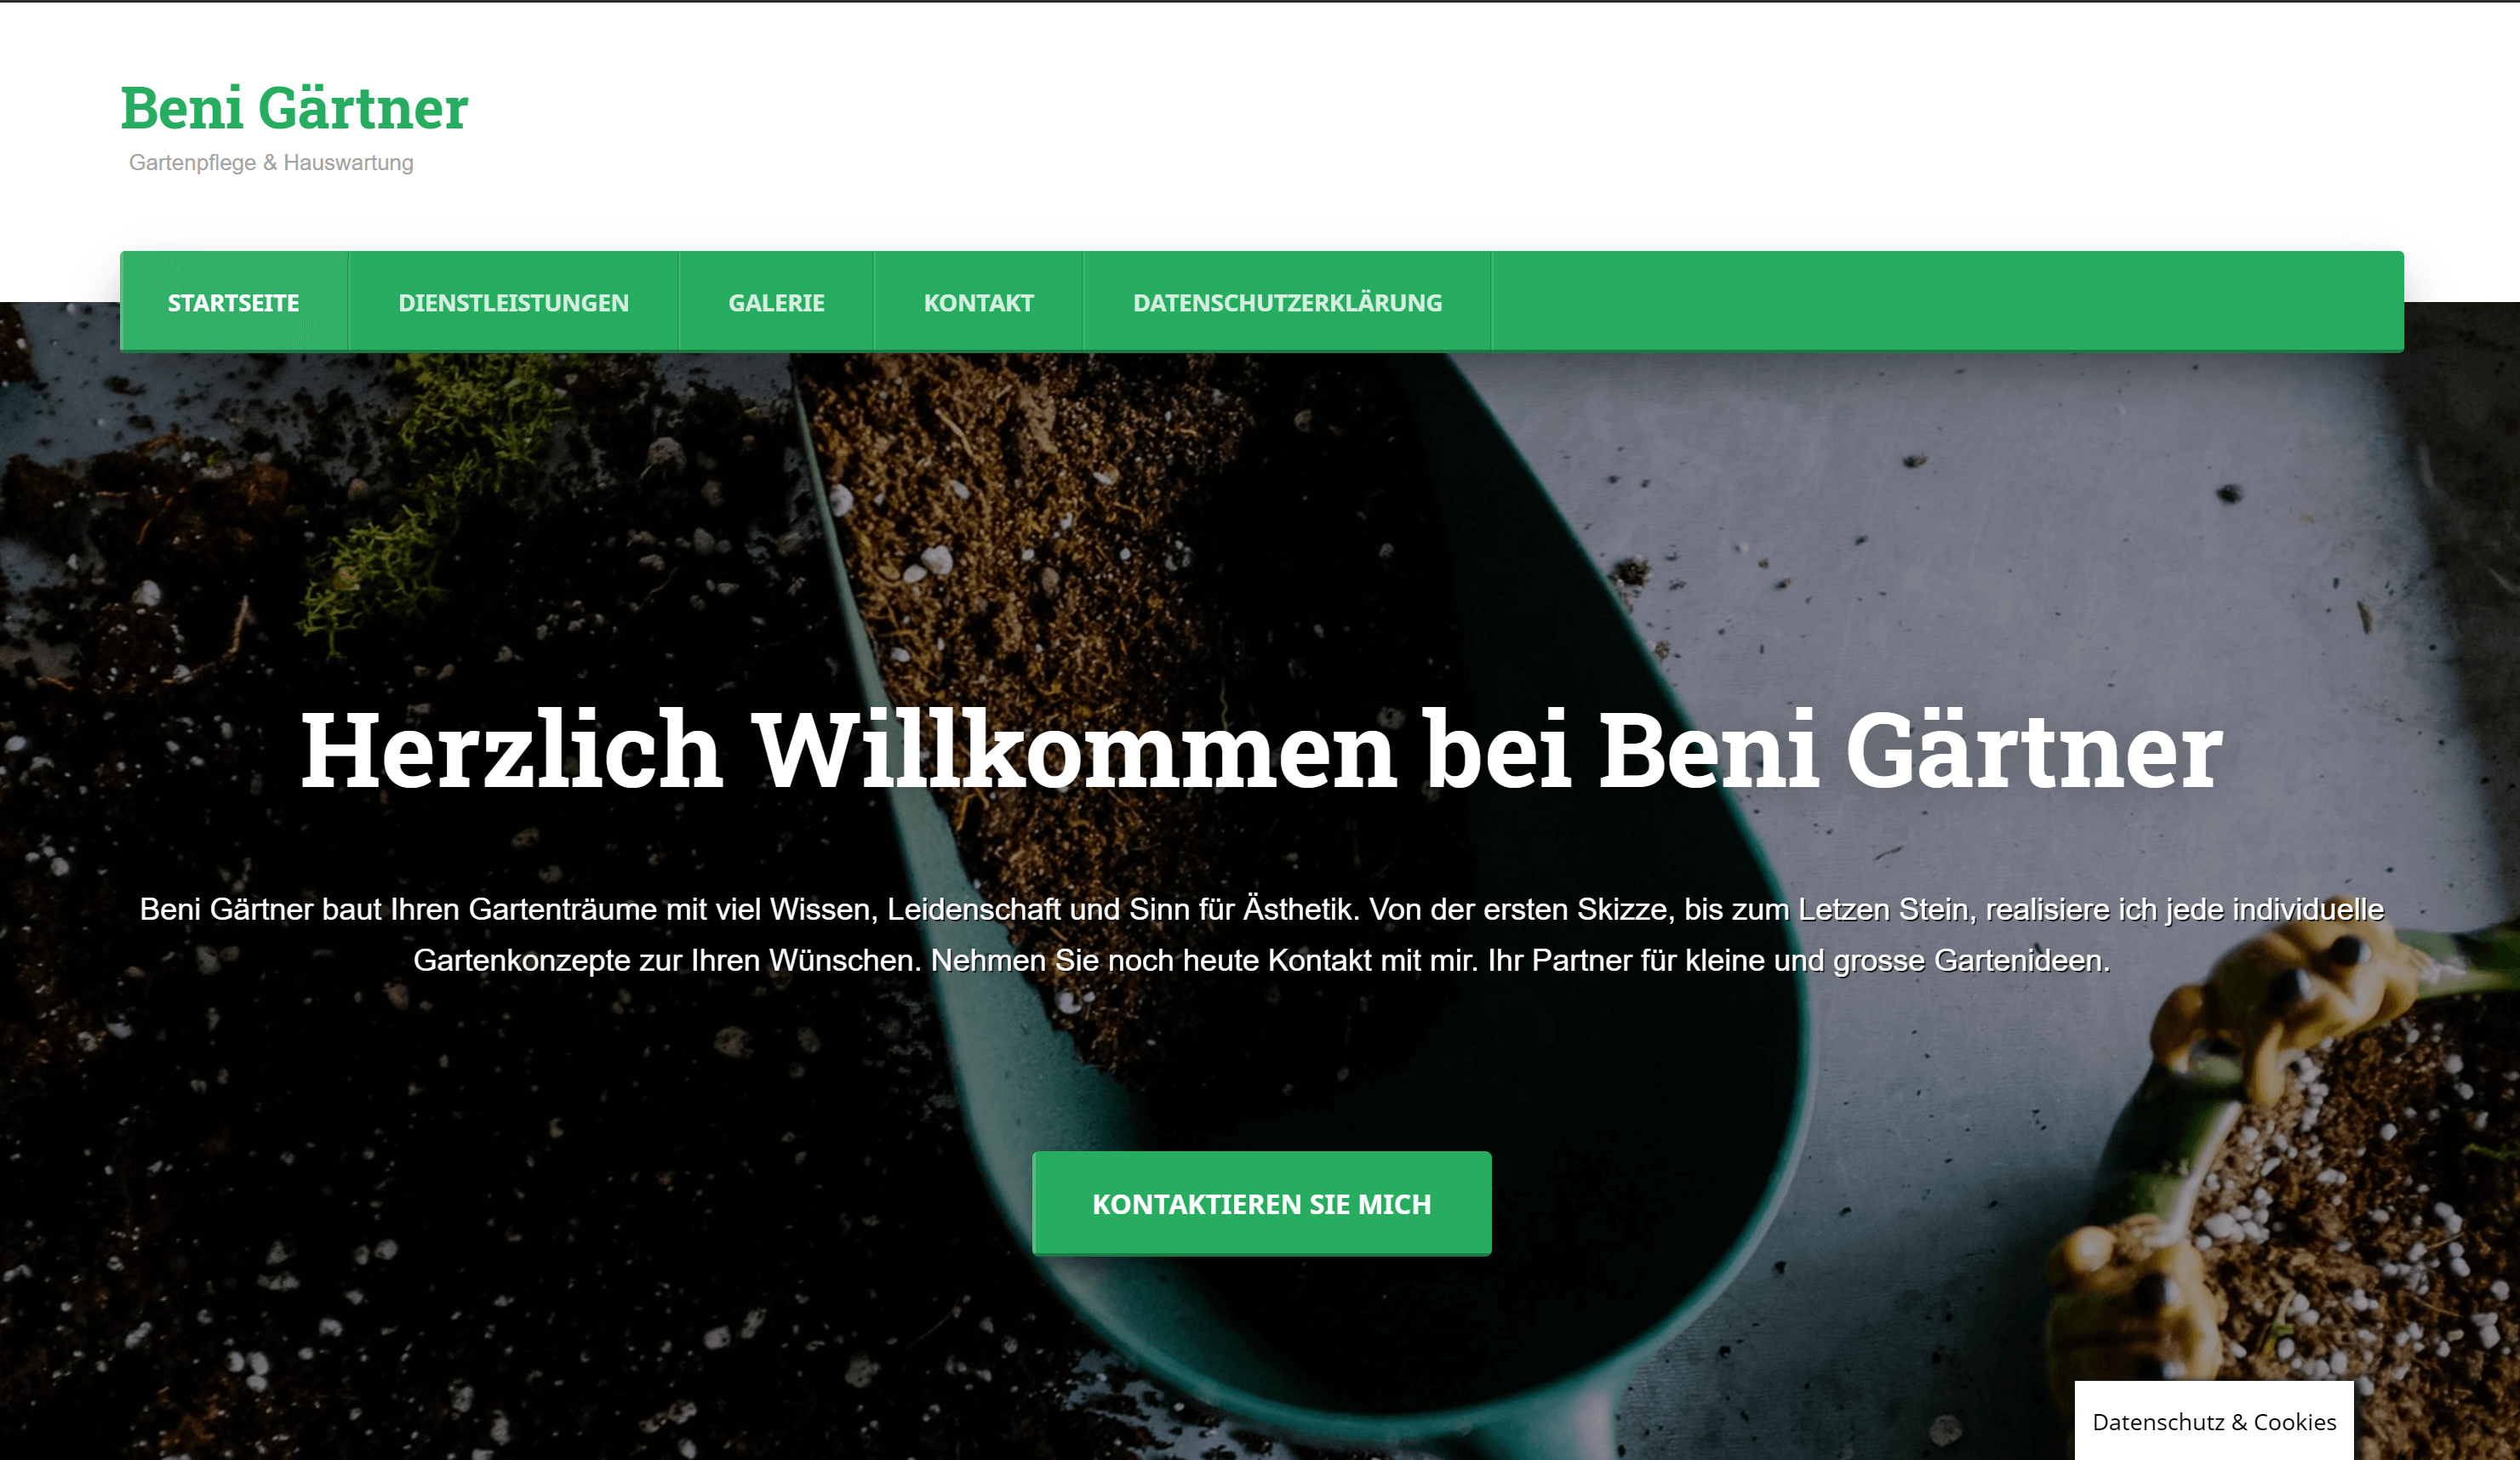 Beni Gärtner
Gartenpflege & Hauswartung
STARTSEITE
DIENSTLEISTUNGEN
GALERIE
KONTAKT
DATENSCHUTZERKLÄRUNG
Herzlich Willkommen bei Beni Gärtner
Beni Gärtner baut Ihren Gartenträume mit viel Wissen, Leidenschaft und Sinn für Ästhetik. Von der ersten Skizze, bis zum Letzen Stein, realisiere ich jede individuelle
Gartenkonzepte zur Ihren Wünschen. Nehmen Sie noch heute Kontakt mit mir. Ihr Partner für kleine und grosse Gartenideen.
KONTAKTIEREN SIE MICH
Datenschutz & Cookies